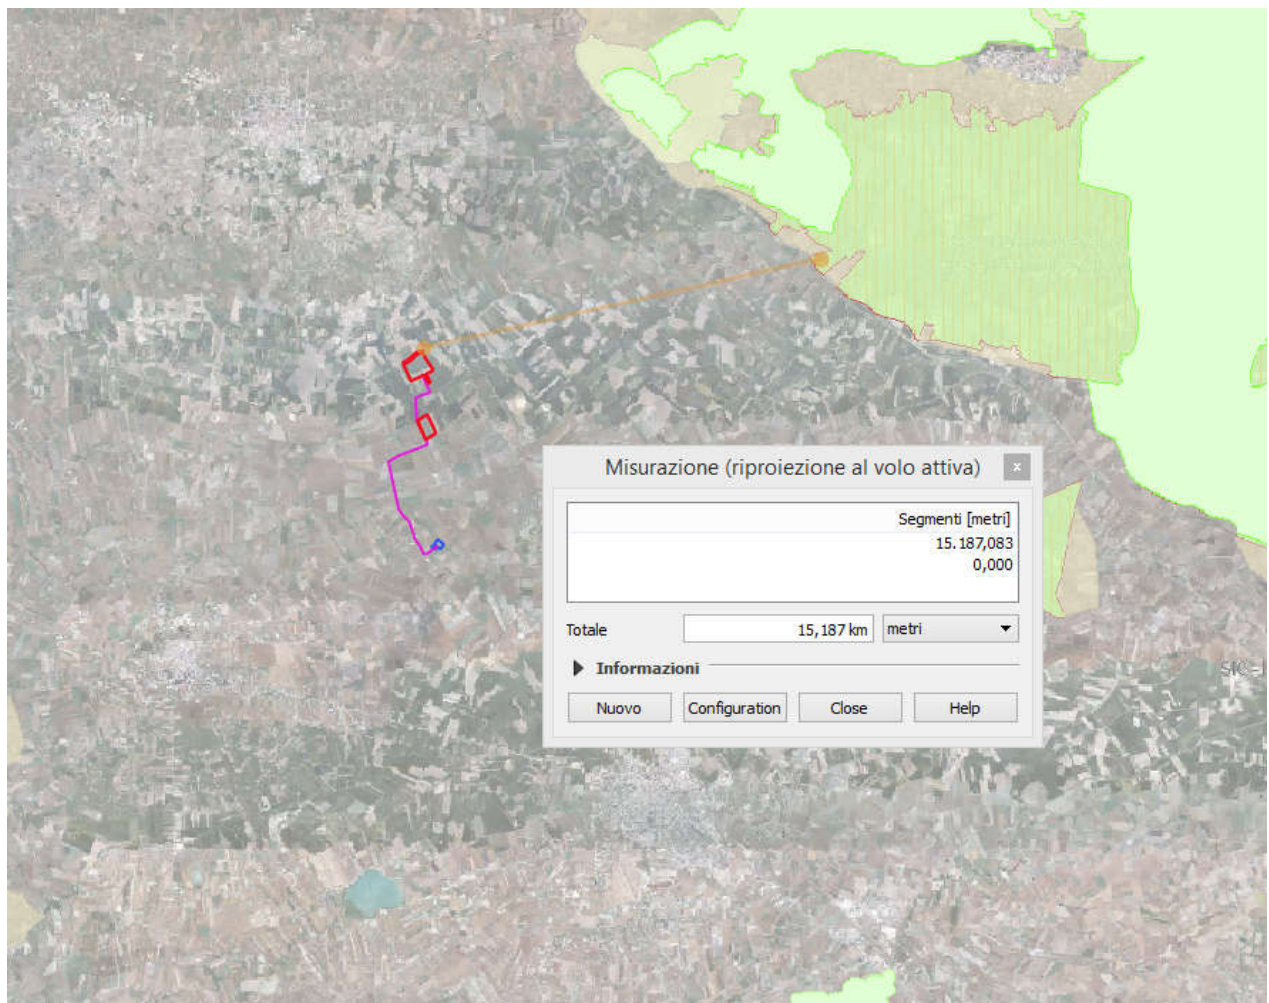 Misurazione (riproiezione al volo attiva)
x
Segmenti [metri]
15.187,083
0,000
Totale
15,187 km
metri
Informazioni
Nuovo
Configuration
Close
Help